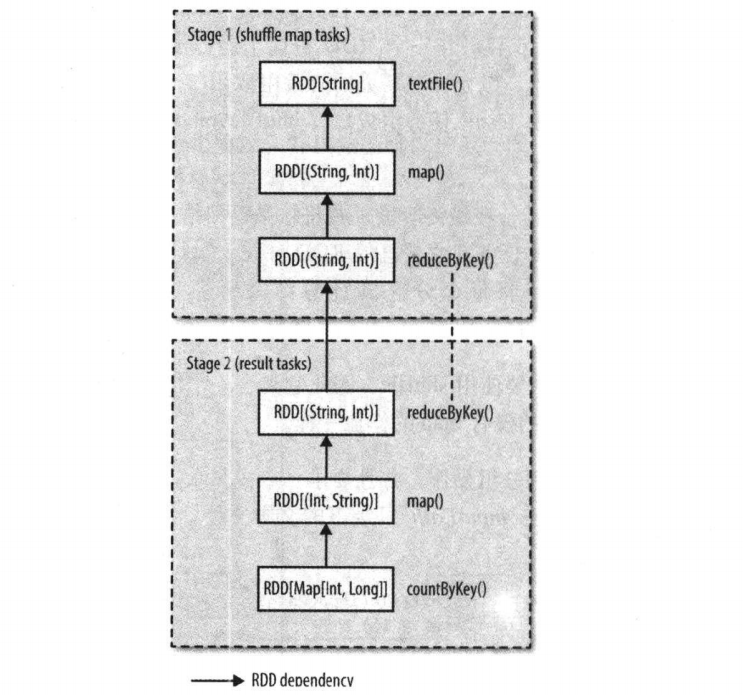 Stage 1 (shuffle map tasks)
RDD[String] textFile()
RDD[(String, Int)] map()
RDD[(String, Int)] reduceByKey()
Stage 2 (result tasks)
RDD[(String, Int)] reduceByKey()
RDD[(Int, String)] map()
RDD[Map[Int, Long]] countByKey()
RDD dependency